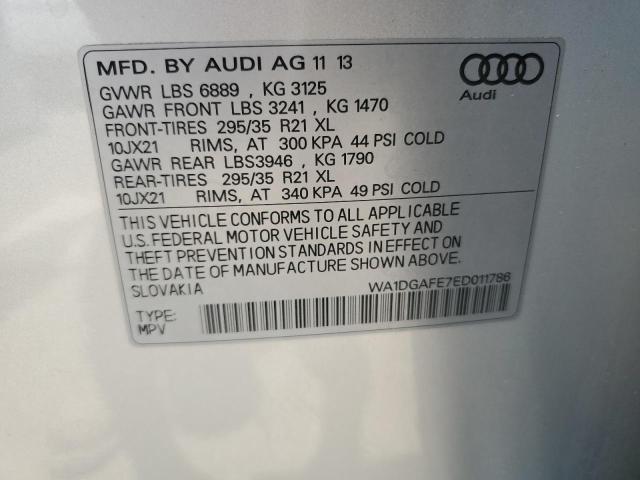 MFD. BY AUDI AG 11 13
GVWR LBS 6889 , KG 3125
GAWR FRONT LBS 3241 , KG 1470
FRONT-TIRES 295/35 R21 XL
10JX21 RIMS, AT 300 KPA 44 PSI COLD
GAWR REAR LBS3946 , KG 1790
REAR-TIRES 295/35 R21 XL
10JX21 RIMS, AT 340 KPA 49 PSI COLD
Audi
THIS VEHICLE CONFORMS TO ALL APPLICABLE
U.S. FEDERAL MOTOR VEHICLE SAFETY AND
THEFT PREVENTION STANDARDS IN EFFECT ON
THE DATE OF MANUFACTURE SHOWN ABOVE.
SLOVAKIA WA1DGAFE7ED011786
TYPE:
MPV